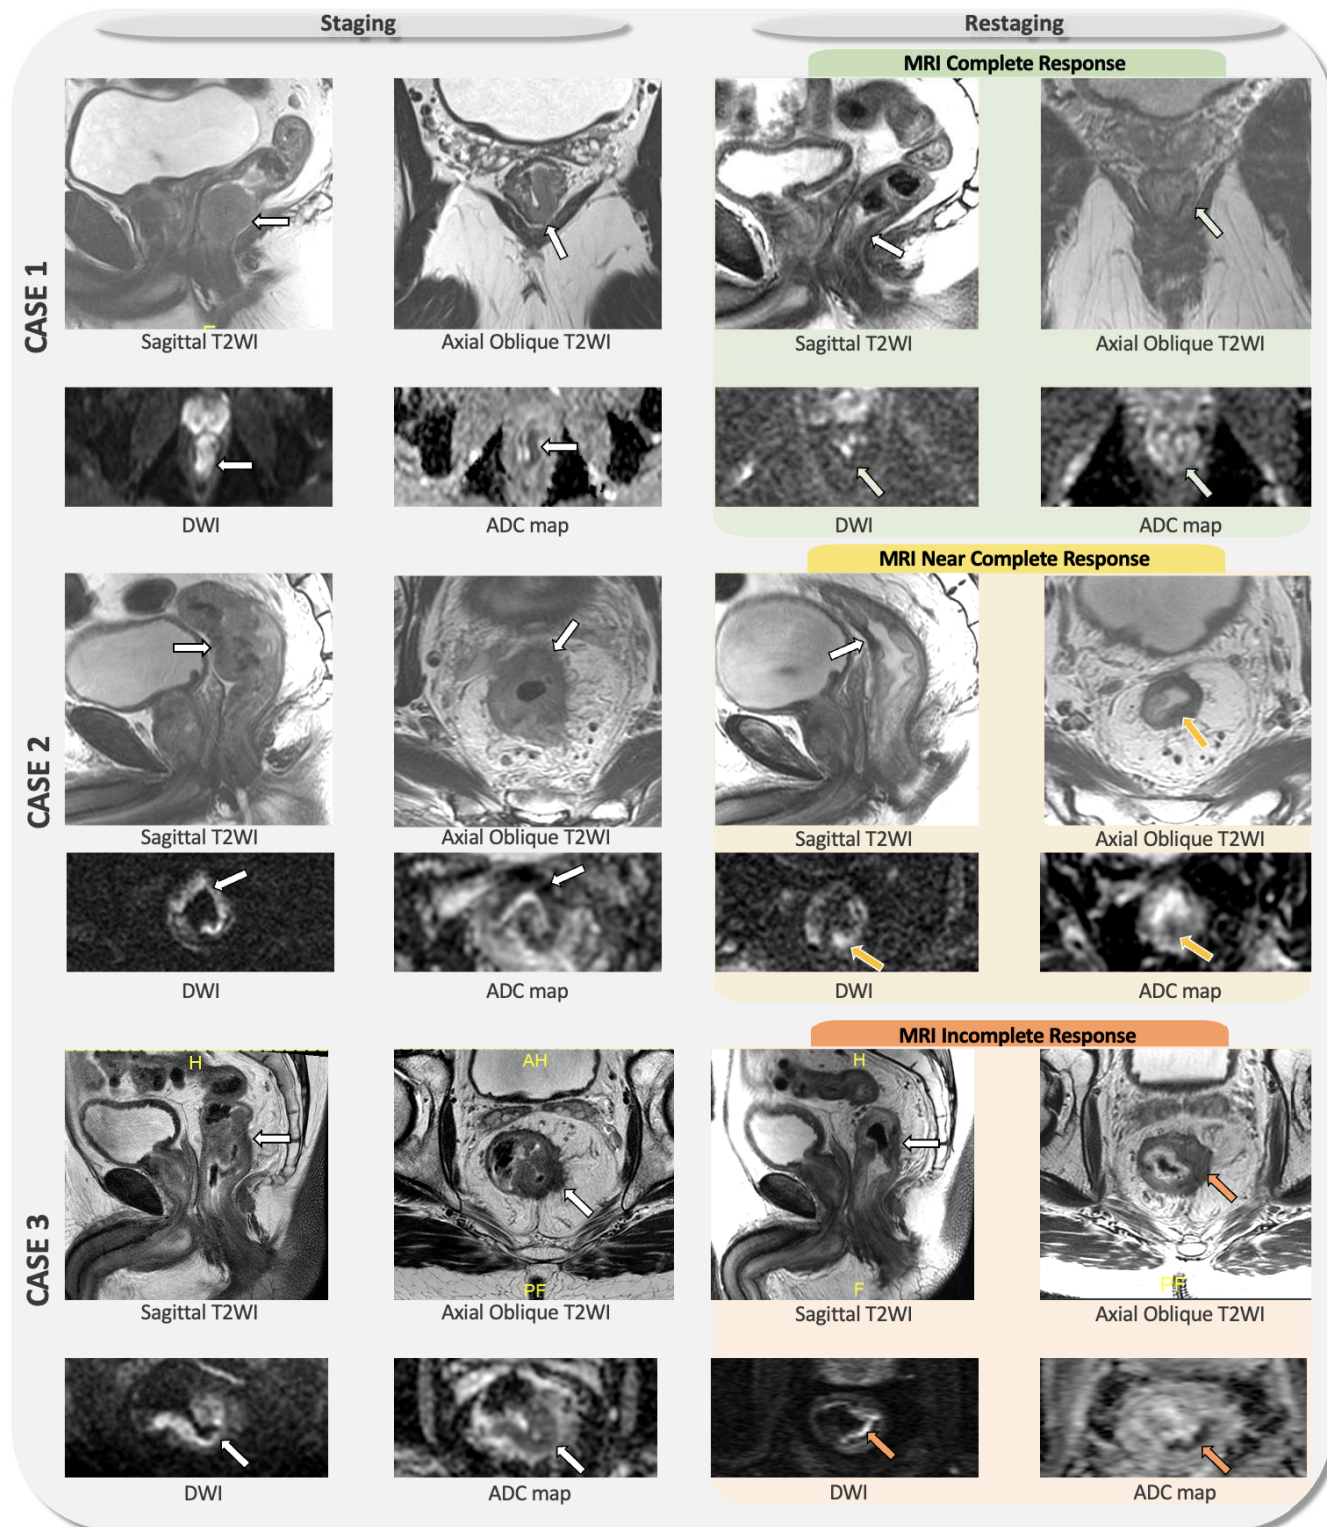 Staging
Restaging
MRI Complete Response
CASE 1
Sagittal T2WI
Axial Oblique T2WI
Sagittal T2WI
Axial Oblique T2WI
DWI
ADC map
DWI
ADC map
MRI Near Complete Response
CASE 2
Sagittal T2WI
Axial Oblique T2WI
Sagittal T2WI
Axial Oblique T2WI
DWI
ADC map
DWI
ADC map
MRI Incomplete Response
CASE 3
H
AH
H
PF
F
PF
Sagittal T2WI
Axial Oblique T2WI
Sagittal T2WI
Axial Oblique T2WI
DWI
ADC map
DWI
ADC map